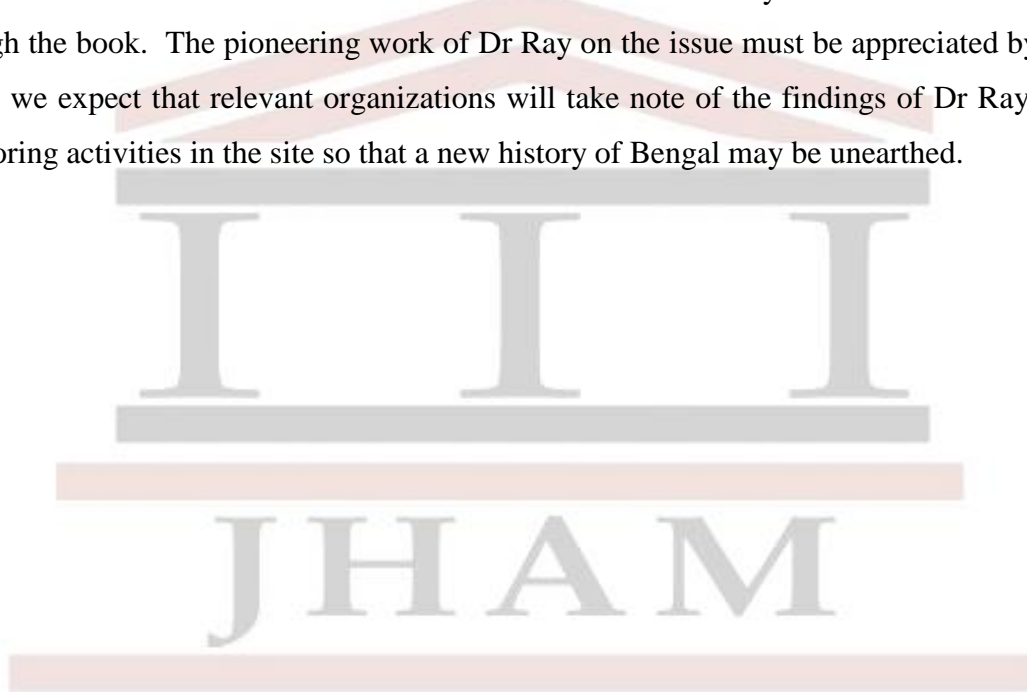 gh the book. The pioneering work of Dr Ray on the issue must be appreciated by
we expect that relevant organizations will take note of the findings of Dr Ray
oring activities in the site so that a new history of Bengal may be unearthed.
JHAM